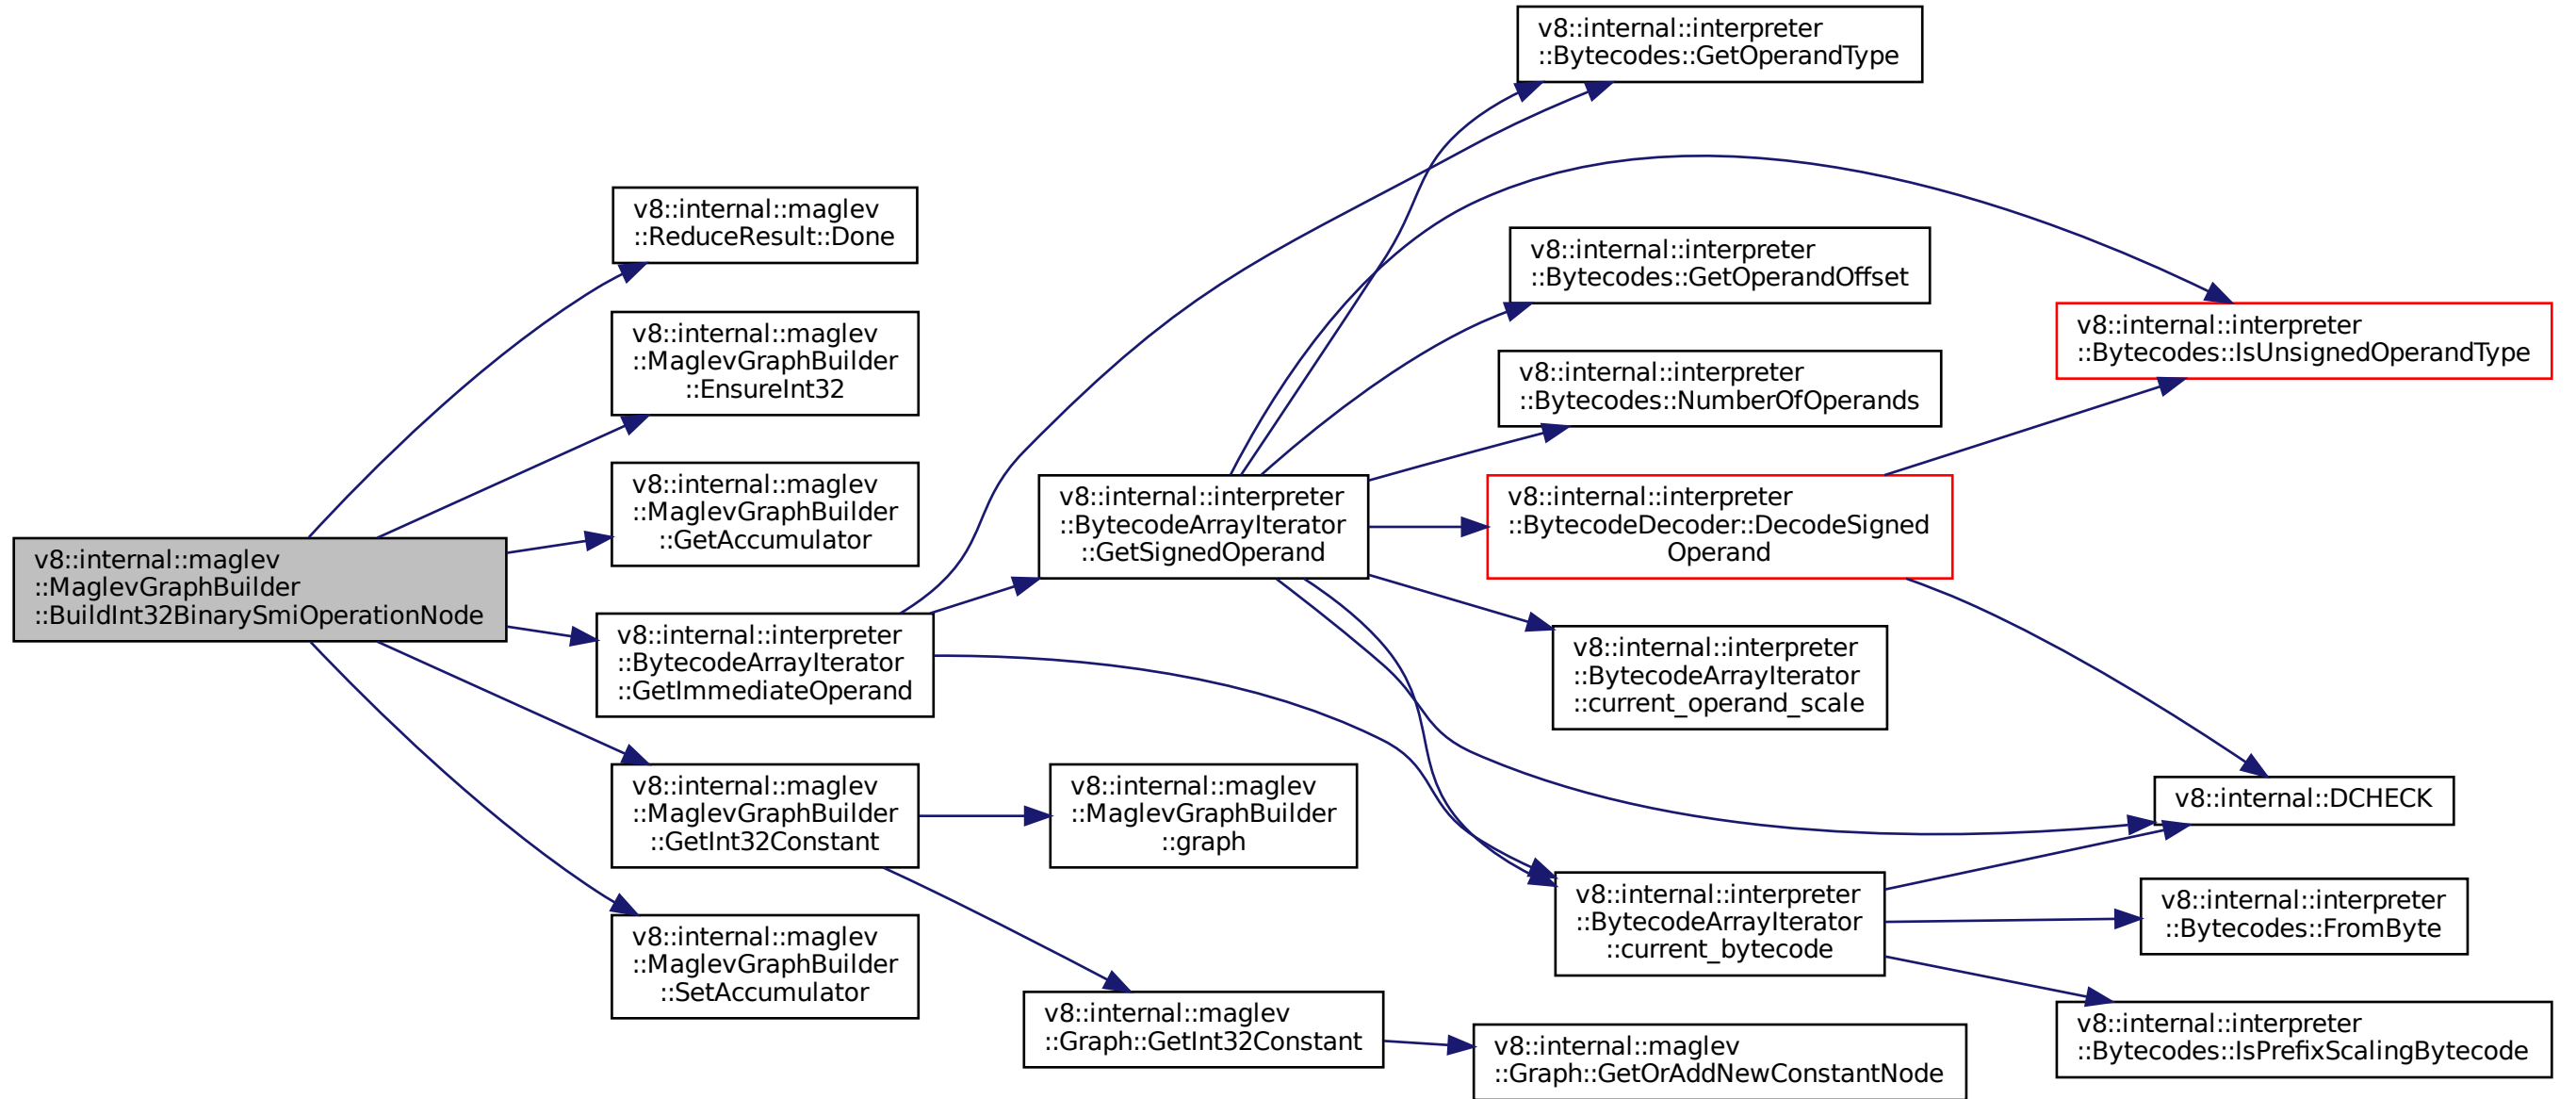 v8::internal::maglev
::MaglevGraphBuilder
::BuildInt32BinarySmiOperationNode
v8::internal::maglev
::ReduceResult::Done
v8::internal::maglev
::MaglevGraphBuilder
::EnsureInt32
v8::internal::maglev
::MaglevGraphBuilder
::GetAccumulator
v8::internal::interpreter
::BytecodeArrayIterator
::GetImmediateOperand
v8::internal::maglev
::MaglevGraphBuilder
::GetInt32Constant
v8::internal::maglev
::MaglevGraphBuilder
::SetAccumulator
v8::internal::interpreter
::BytecodeArrayIterator
::GetSignedOperand
v8::internal::maglev
::MaglevGraphBuilder
::graph
v8::internal::maglev
::Graph::GetInt32Constant
v8::internal::interpreter
::Bytecodes::GetOperandType
v8::internal::interpreter
::Bytecodes::GetOperandOffset
v8::internal::interpreter
::Bytecodes::NumberOfOperands
v8::internal::interpreter
::BytecodeDecoder::DecodeSigned
Operand
v8::internal::interpreter
::BytecodeArrayIterator
::current_operand_scale
v8::internal::interpreter
::BytecodeArrayIterator
::current_bytecode
v8::internal::maglev
::Graph::GetOrAddNewConstantNode
v8::internal::interpreter
::Bytecodes::IsUnsignedOperandType
v8::internal::DCHECK
v8::internal::interpreter
::Bytecodes::FromByte
v8::internal::interpreter
::Bytecodes::IsPrefixScalingBytecode